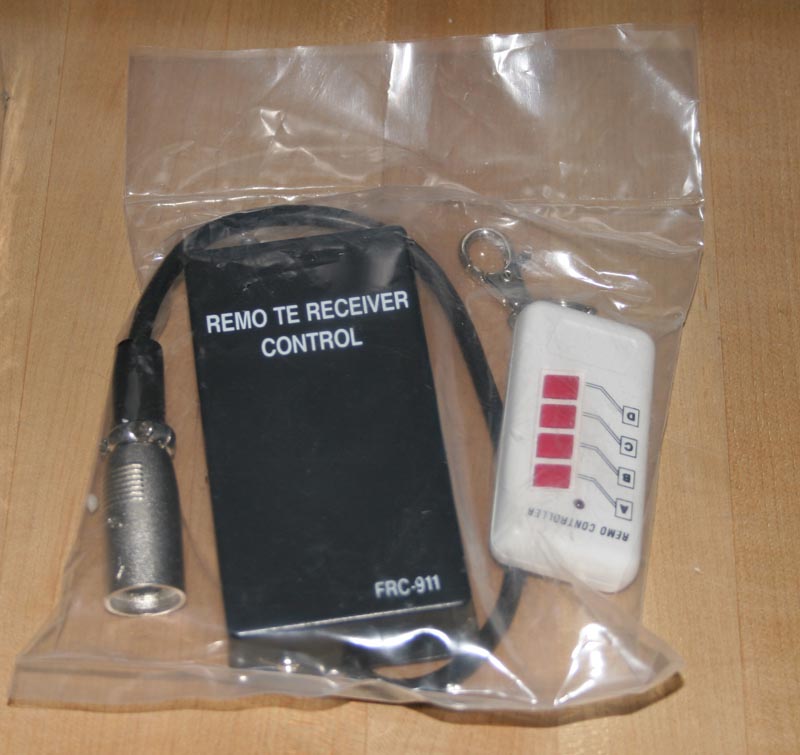 REMO TE RECEIVER
CONTROL
FRC-911
REMO CONTROLLER
A
B
C
D